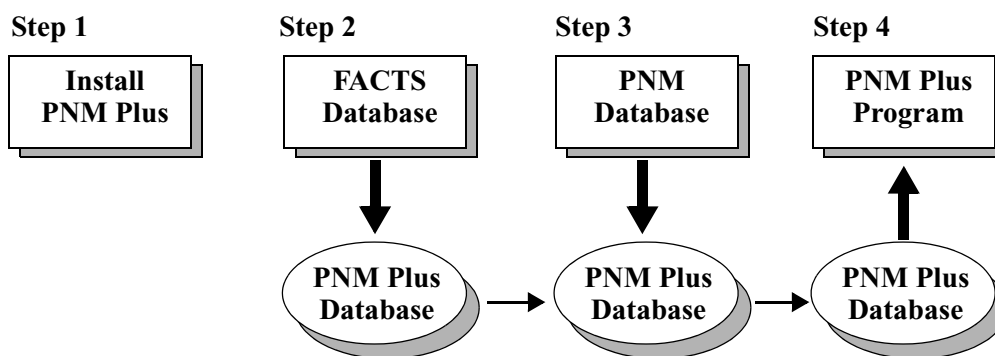 Step 1
Step 2
Step 3
Step 4
Install
PNM Plus
FACTS
Database
PNM
Database
PNM Plus
Program
PNM Plus
Database
PNM Plus
Database
PNM Plus
Database